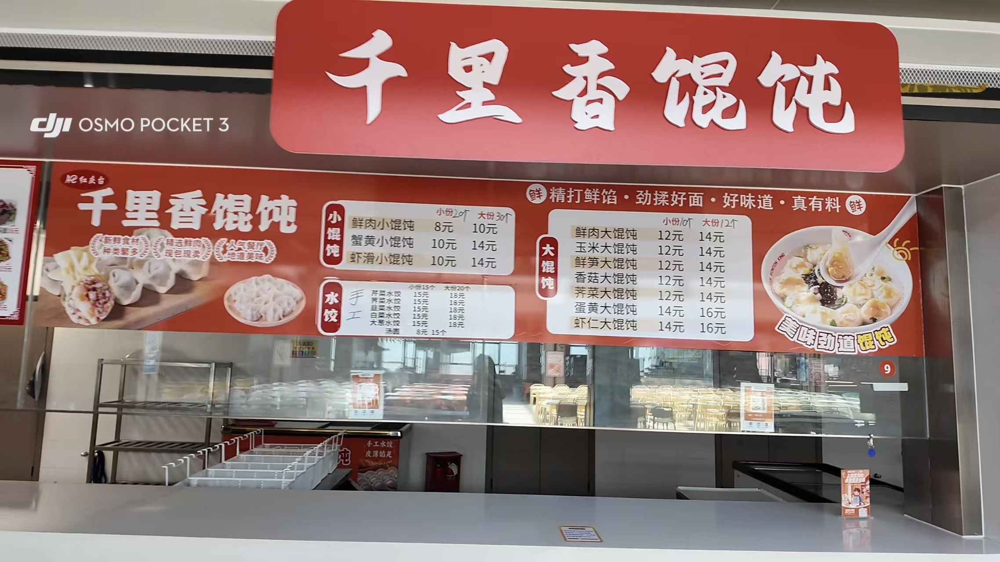 千里香馄饨
dji OSMO POCKET 3
红灰台
千里香馄饨
新鲜食材
种类繁多
精选鲜肉
现包现卖
人气餐厅
地道美味
小馄饨
小份20个 大份30个
鲜肉小馄饨 8元 10元
蟹黄小馄饨 10元 14元
虾滑小馄饨 10元 14元
水饺
手工
小份15个 大份20个
芹菜水饺 15元 18元
荠菜水饺 15元 18元
韭菜水饺 15元 18元
白菜水饺 15元 18元
大葱水饺 15元 18元
汤圆 8元 15个
鲜 精打鲜馅·劲揉好面·好味道·真有料 鲜
大馄饨
小份10个 大份12个
鲜肉大馄饨 12元 14元
玉米大馄饨 12元 14元
鲜笋大馄饨 12元 14元
香菇大馄饨 12元 14元
荠菜大馄饨 12元 14元
蛋黄大馄饨 14元 16元
虾仁大馄饨 14元 16元
美味劲道馄饨
9
手工水饺
皮薄馅足
饨